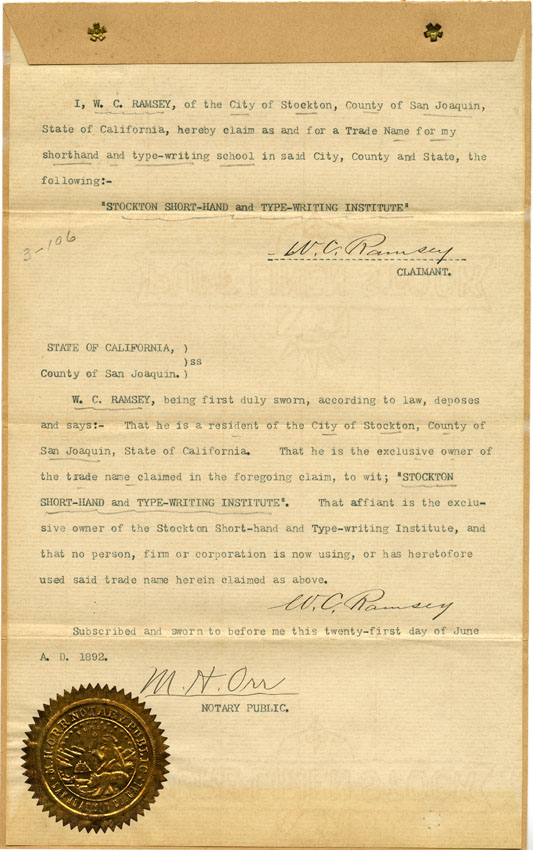 I, W. C. RAMSEY, of the City of Stockton, County of San Joaquin,
State of California, hereby claim as and for a Trade Name for my
shorthand and type-writing school in said City, County and State, the
following:-
"STOCKTON SHORT-HAND and TYPE-WRITING INSTITUTE"
3-106
W. C. Ramsey
CLAIMANT.
STATE OF CALIFORNIA, )
)ss
County of San Joaquin.)
W. C. RAMSEY, being first duly sworn, according to law, deposes
and says:- That he is a resident of the City of Stockton, County of
San Joaquin, State of California. That he is the exclusive owner of
the trade name claimed in the foregoing claim, to wit; "STOCKTON
SHORT-HAND and TYPE-WRITING INSTITUTE". That affiant is the exclu-
sive owner of the Stockton Short-hand and Type-writing Institute, and
that no person, firm or corporation is now using, or has heretofore
used said trade name herein claimed as above.
W. C. Ramsey
Subscribed and sworn to before me this twenty-first day of June
A. D. 1892.
M. H. Orr
NOTARY PUBLIC.
M. H. ORR NOTARY PUBLIC